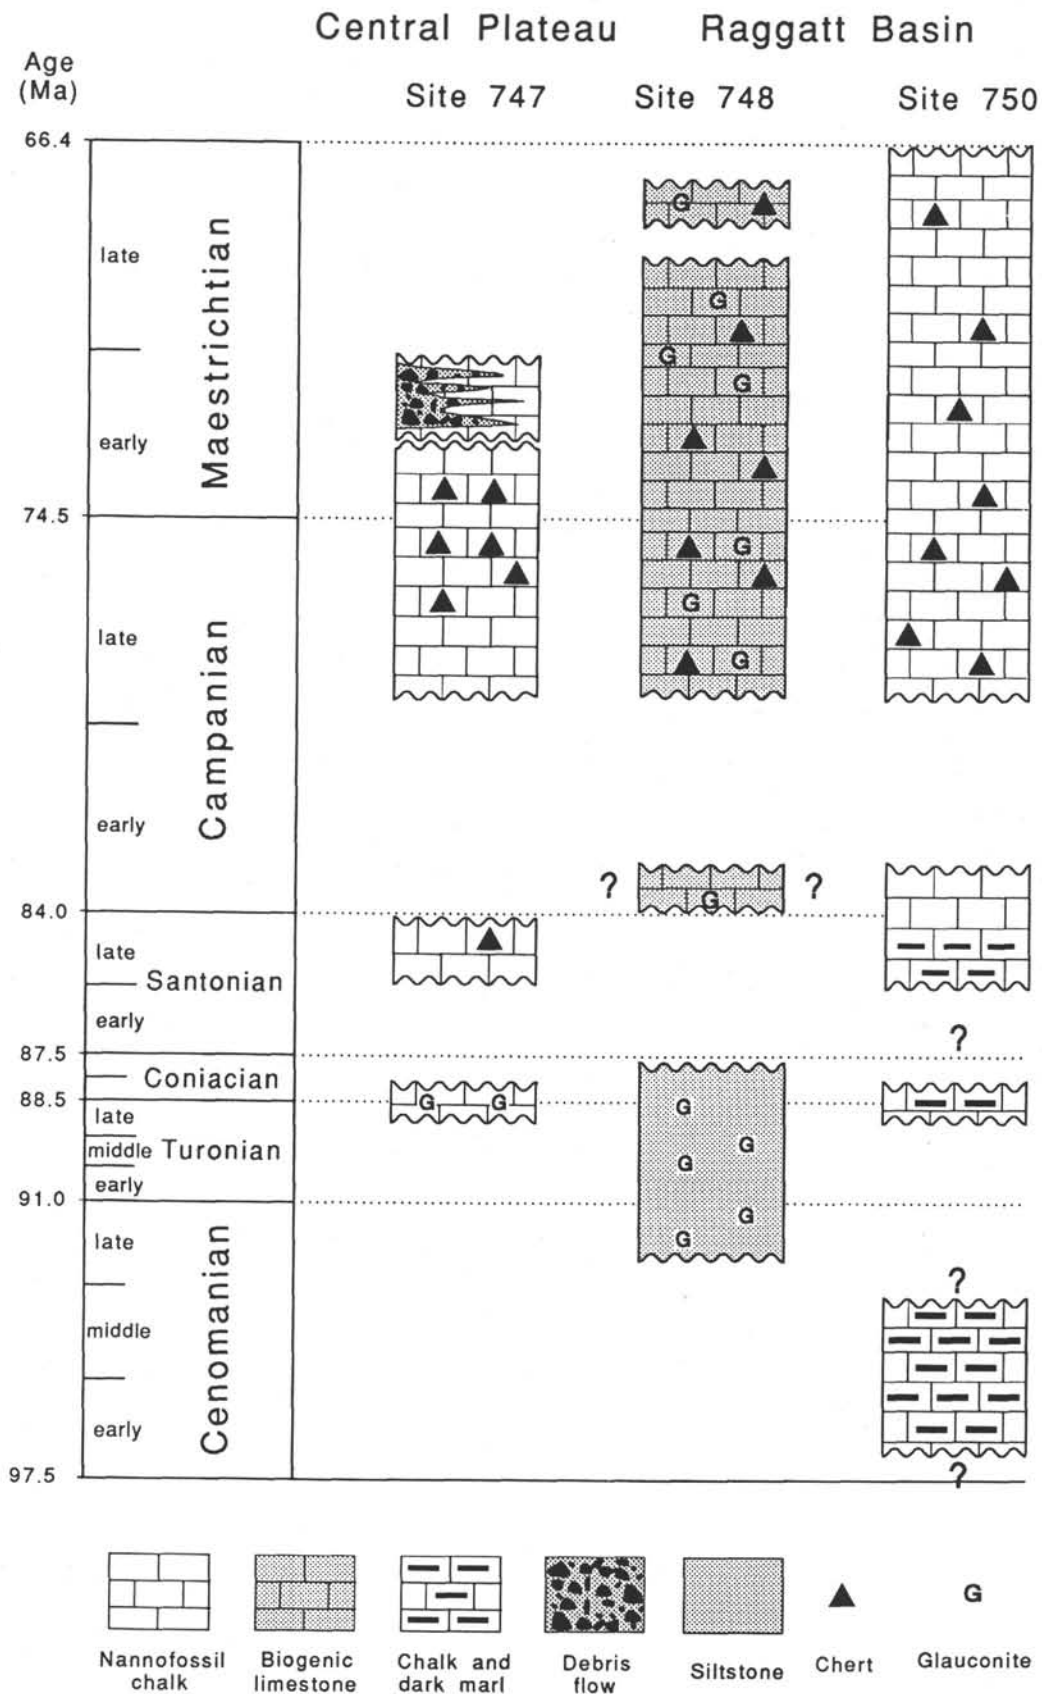 Central Plateau Raggatt Basin
Age
(Ma)
Site 747 Site 748 Site 750
66.4
late
Maestrichtian
early
74.5
late
Campanian
early
84.0
late
Santonian
early
87.5
Coniacian
88.5
late
middle Turonian
early
91.0
late
middle
Cenomanian
early
97.5
G
G
G
G
G
G
G
? G ?
?
G G G
G
G
G
G
?
?
Nannofossil
chalk
Biogenic
limestone
Chalk and
dark marl
Debris
flow
Siltstone
Chert
G
Glauconite